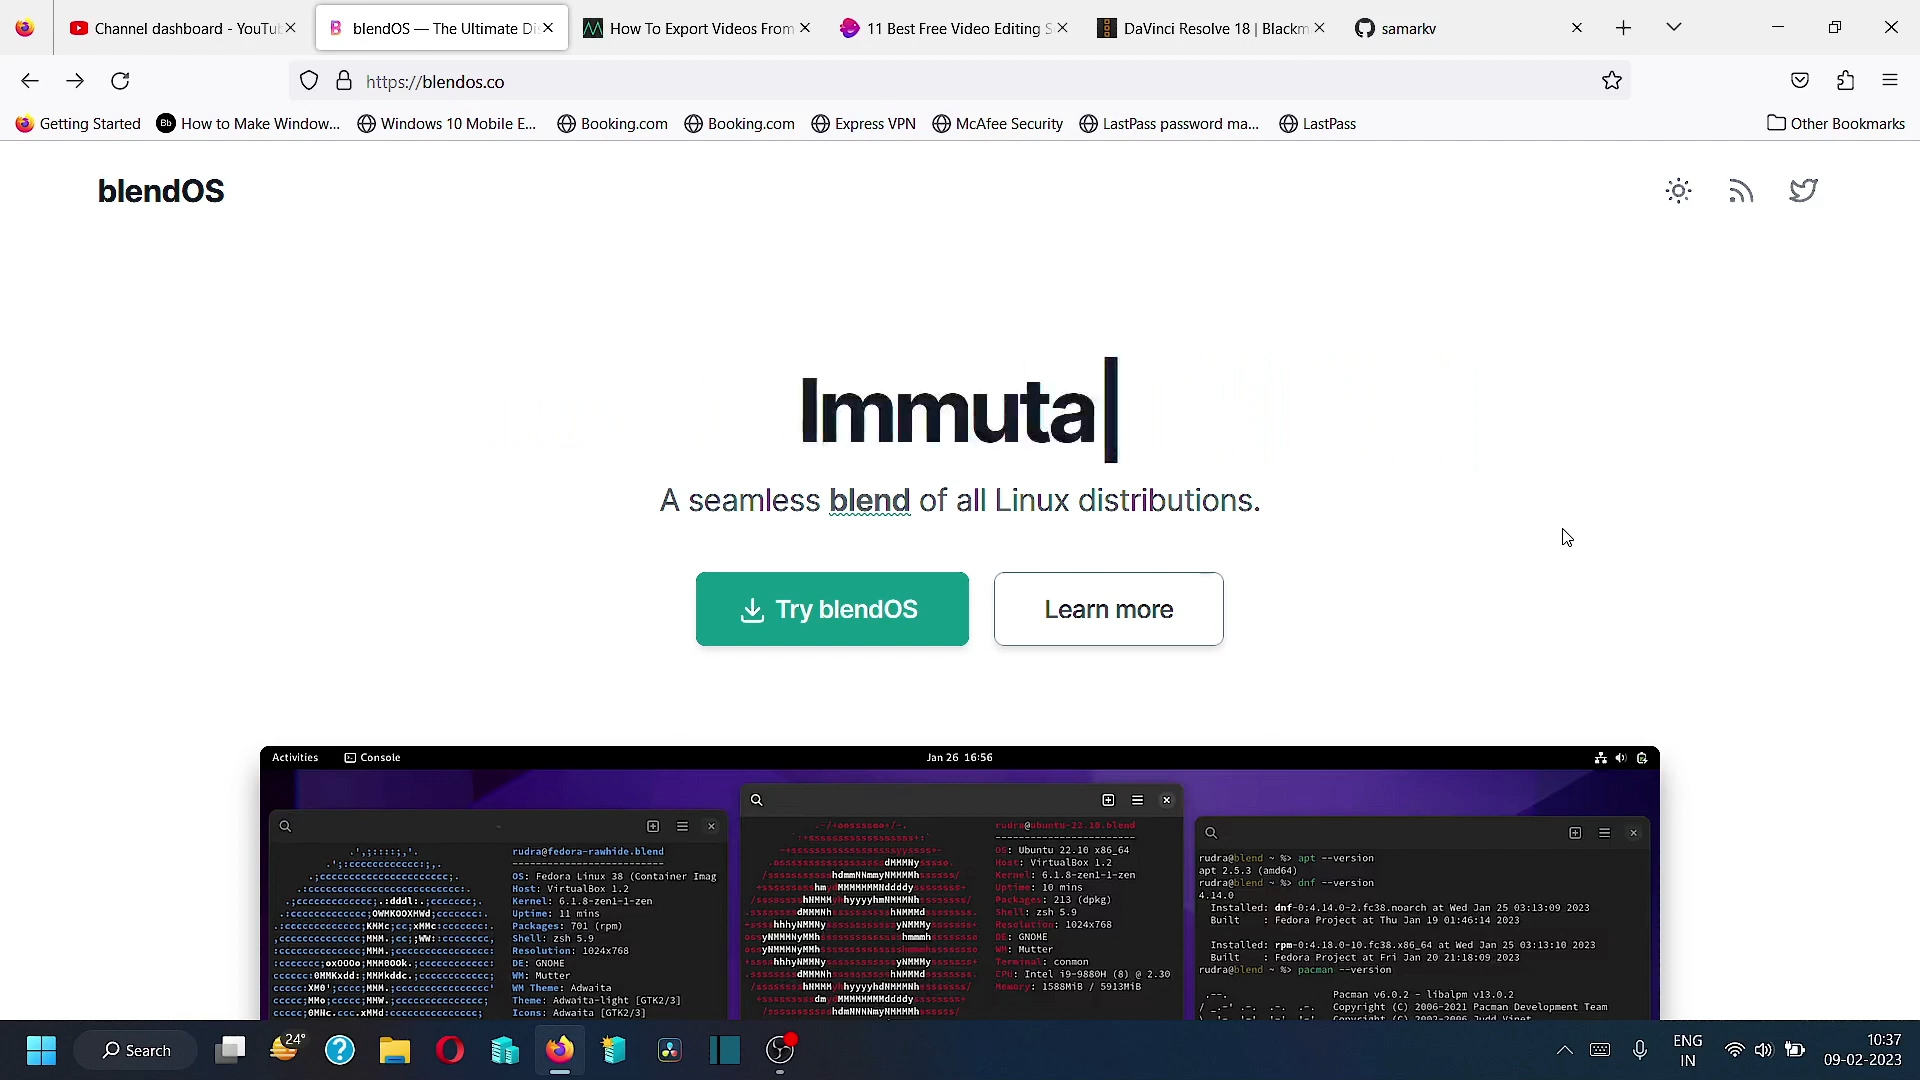 Channel dashboard - YouTu
blendOS — The Ultimate Di
How To Export Videos From
11 Best Free Video Editing S
DaVinci Resolve 18 | Blackm
samarkv
https://blendos.co
Getting Started
How to Make Window...
Windows 10 Mobile E...
Booking.com
Booking.com
Express VPN
McAfee Security
LastPass password ma...
LastPass
Other Bookmarks
blendOS
Immuta
A seamless blend of all Linux distributions.
Try blendOS
Learn more
Activities
Console
Jan 26 16:56
rudra@fedora-rawhide.blend
OS: Fedora Linux 38 (Container Imag
Host: VirtualBox 1.2
Kernel: 6.1.8-zen1-1-zen
Uptime: 11 mins
Packages: 701 (rpm)
Shell: zsh 5.9
Resolution: 1024x768
DE: GNOME
WM: Mutter
WM Theme: Adwaita
Theme: Adwaita-light [GTK2/3]
Icons: Adwaita [GTK2/3]
rudra@ubuntu-22.10.blend
OS: Ubuntu 22.10 x86_64
Host: VirtualBox 1.2
Kernel: 6.1.8-zen1-1-zen
Uptime: 10 mins
Packages: 213 (dpkg)
Shell: zsh 5.9
Resolution: 1024x768
DE: GNOME
WM: Mutter
Terminal: conmon
CPU: Intel i9-9880H (8) @ 2.30
Memory: 1588MiB / 5913MiB
rudra@blend ~ %> apt --version
apt 2.5.3 (amd64)
rudra@blend ~ %> dnf --version
4.14.0
Installed: dnf-0:4.14.0-2.fc38.noarch at Wed Jan 25 03:13:09 2023
Built : Fedora Project at Thu Jan 19 01:46:14 2023
Installed: rpm-0:4.18.0-10.fc38.x86_64 at Wed Jan 25 03:13:10 2023
Built : Fedora Project at Fri Jan 20 21:18:09 2023
rudra@blend ~ %> pacman --version
Pacman v6.0.2 - libalpm v13.0.2
Copyright (C) 2006-2021 Pacman Development Team
Copyright (C) 2002-2006 Judd Vinet
Search
24°
ENG
IN
10:37
09-02-2023